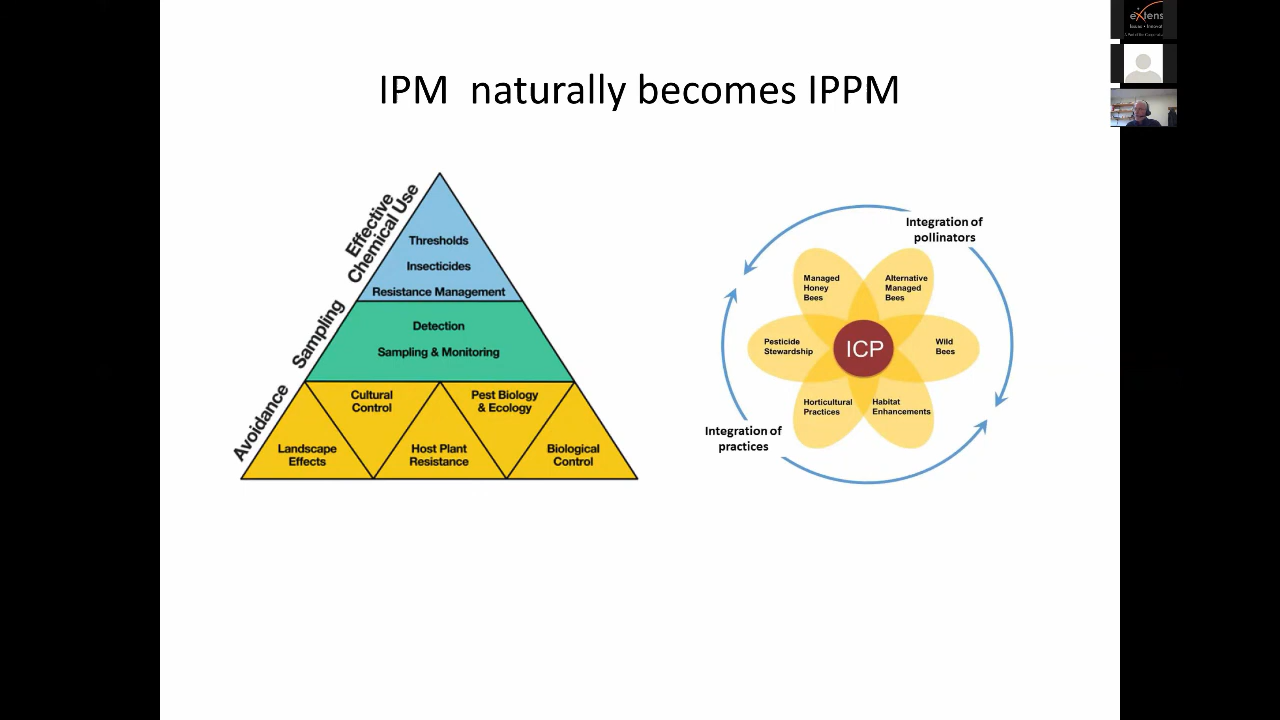 IPM naturally becomes IPPM
Effective
Chemical Use
Thresholds
Insecticides
Resistance Management
Sampling
Detection
Sampling & Monitoring
Avoidance
Cultural
Control
Pest Biology
& Ecology
Landscape
Effects
Host Plant
Resistance
Biological
Control
Integration of
pollinators
Managed
Honey
Bees
Alternative
Managed
Bees
Pesticide
Stewardship
ICP
Wild
Bees
Horticultural
Practices
Habitat
Enhancements
Integration of
practices
eXtens